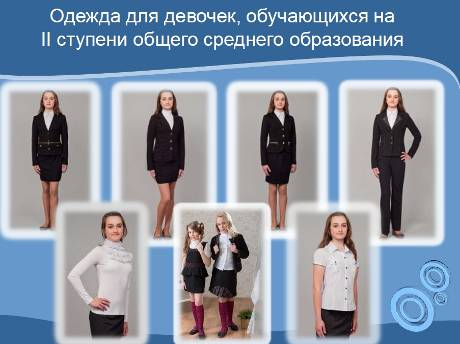 Одежда для девочек, обучающихся на
II ступени общего среднего образования